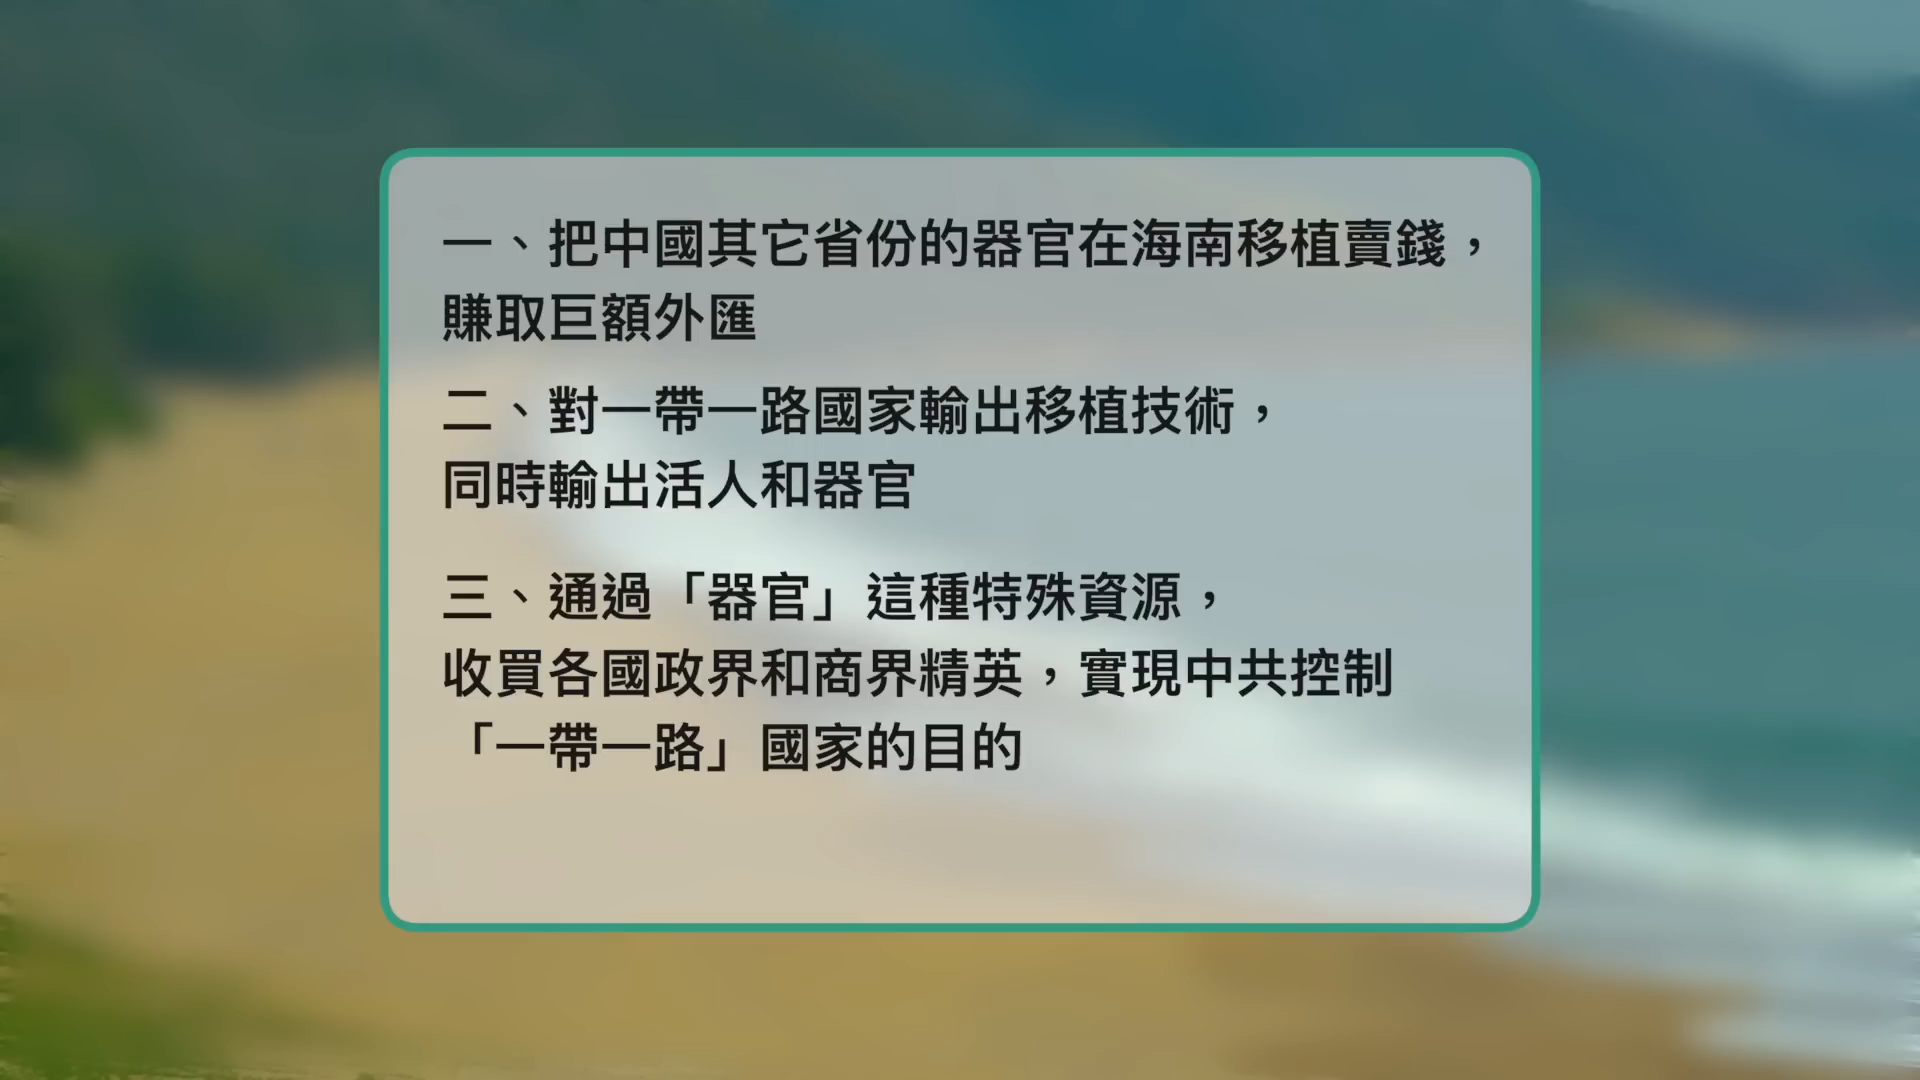 一、把中國其它省份的器官在海南移植賣錢，
賺取巨額外匯
二、對一帶一路國家輸出移植技術，
同時輸出活人和器官
三、通過「器官」這種特殊資源，
收買各國政界和商界精英，實現中共控制
「一帶一路」國家的目的